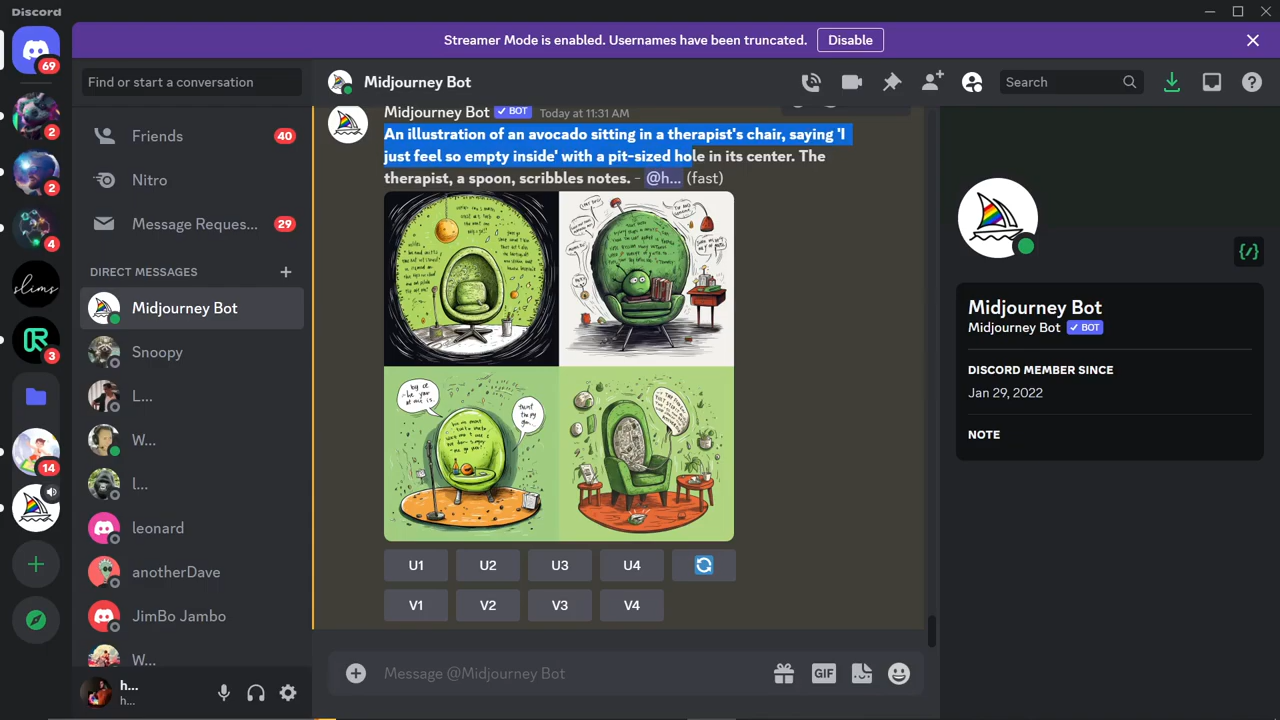 Discord
Streamer Mode is enabled. Usernames have been truncated.
Disable
69
2
2
4
slims
3
14
Find or start a conversation
Friends
40
Nitro
Message Reques...
29
DIRECT MESSAGES
Midjourney Bot
Snoopy
L...
W...
l...
leonard
anotherDave
JimBo Jambo
W...
h...
h...
Midjourney Bot
Search
Midjourney Bot
BOT
Today at 11:31 AM
An illustration of an avocado sitting in a therapist's chair, saying 'I
just feel so empty inside' with a pit-sized hole in its center. The
therapist, a spoon, scribbles notes. - @h... (fast)
U1
U2
U3
U4
V1
V2
V3
V4
Message @Midjourney Bot
GIF
{/}
Midjourney Bot
Midjourney Bot
BOT
DISCORD MEMBER SINCE
Jan 29, 2022
NOTE